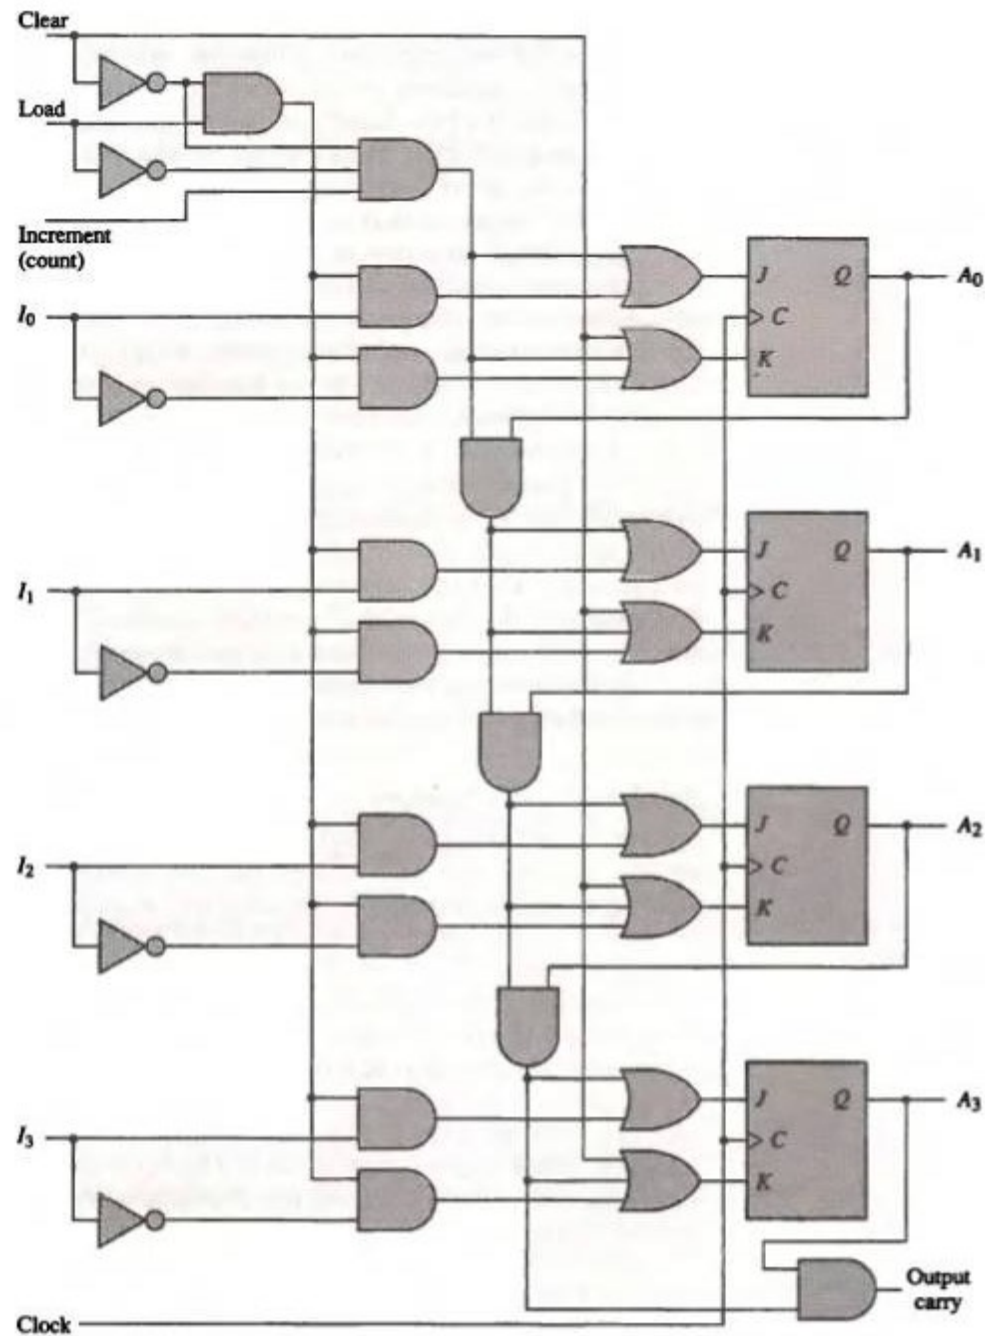 Clear
Load
Increment
(count)
I0
J Q A0
C
K
I1
J Q A1
C
K
I2
J Q A2
C
K
I3
J Q A3
C
K
Output
carry
Clock